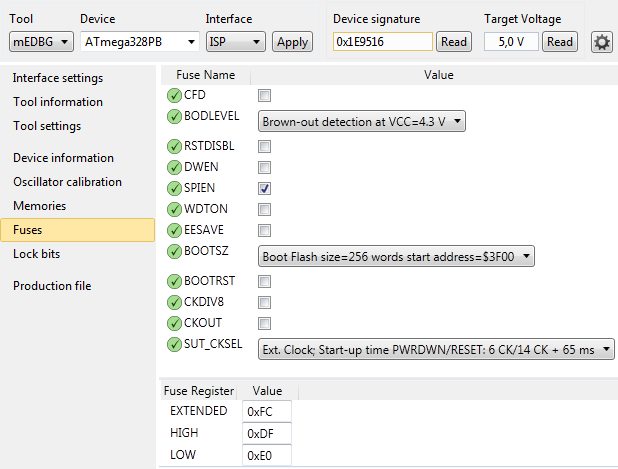 Tool Device Interface Device signature Target Voltage
mEDBG ATmega328PB ISP Apply 0x1E9516 Read 5,0 V Read
Interface settings
Tool information
Tool settings
Device information
Oscillator calibration
Memories
Fuses
Lock bits
Production file
Fuse Name Value
CFD
BODLEVEL Brown-out detection at VCC=4.3 V
RSTDISBL
DWEN
SPIEN
WDTON
EESAVE
BOOTSZ Boot Flash size=256 words start address=$3F00
BOOTRST
CKDIV8
CKOUT
SUT_CKSEL Ext. Clock; Start-up time PWRDWN/RESET: 6 CK/14 CK + 65 ms
Fuse Register Value
EXTENDED 0xFC
HIGH 0xDF
LOW 0xE0